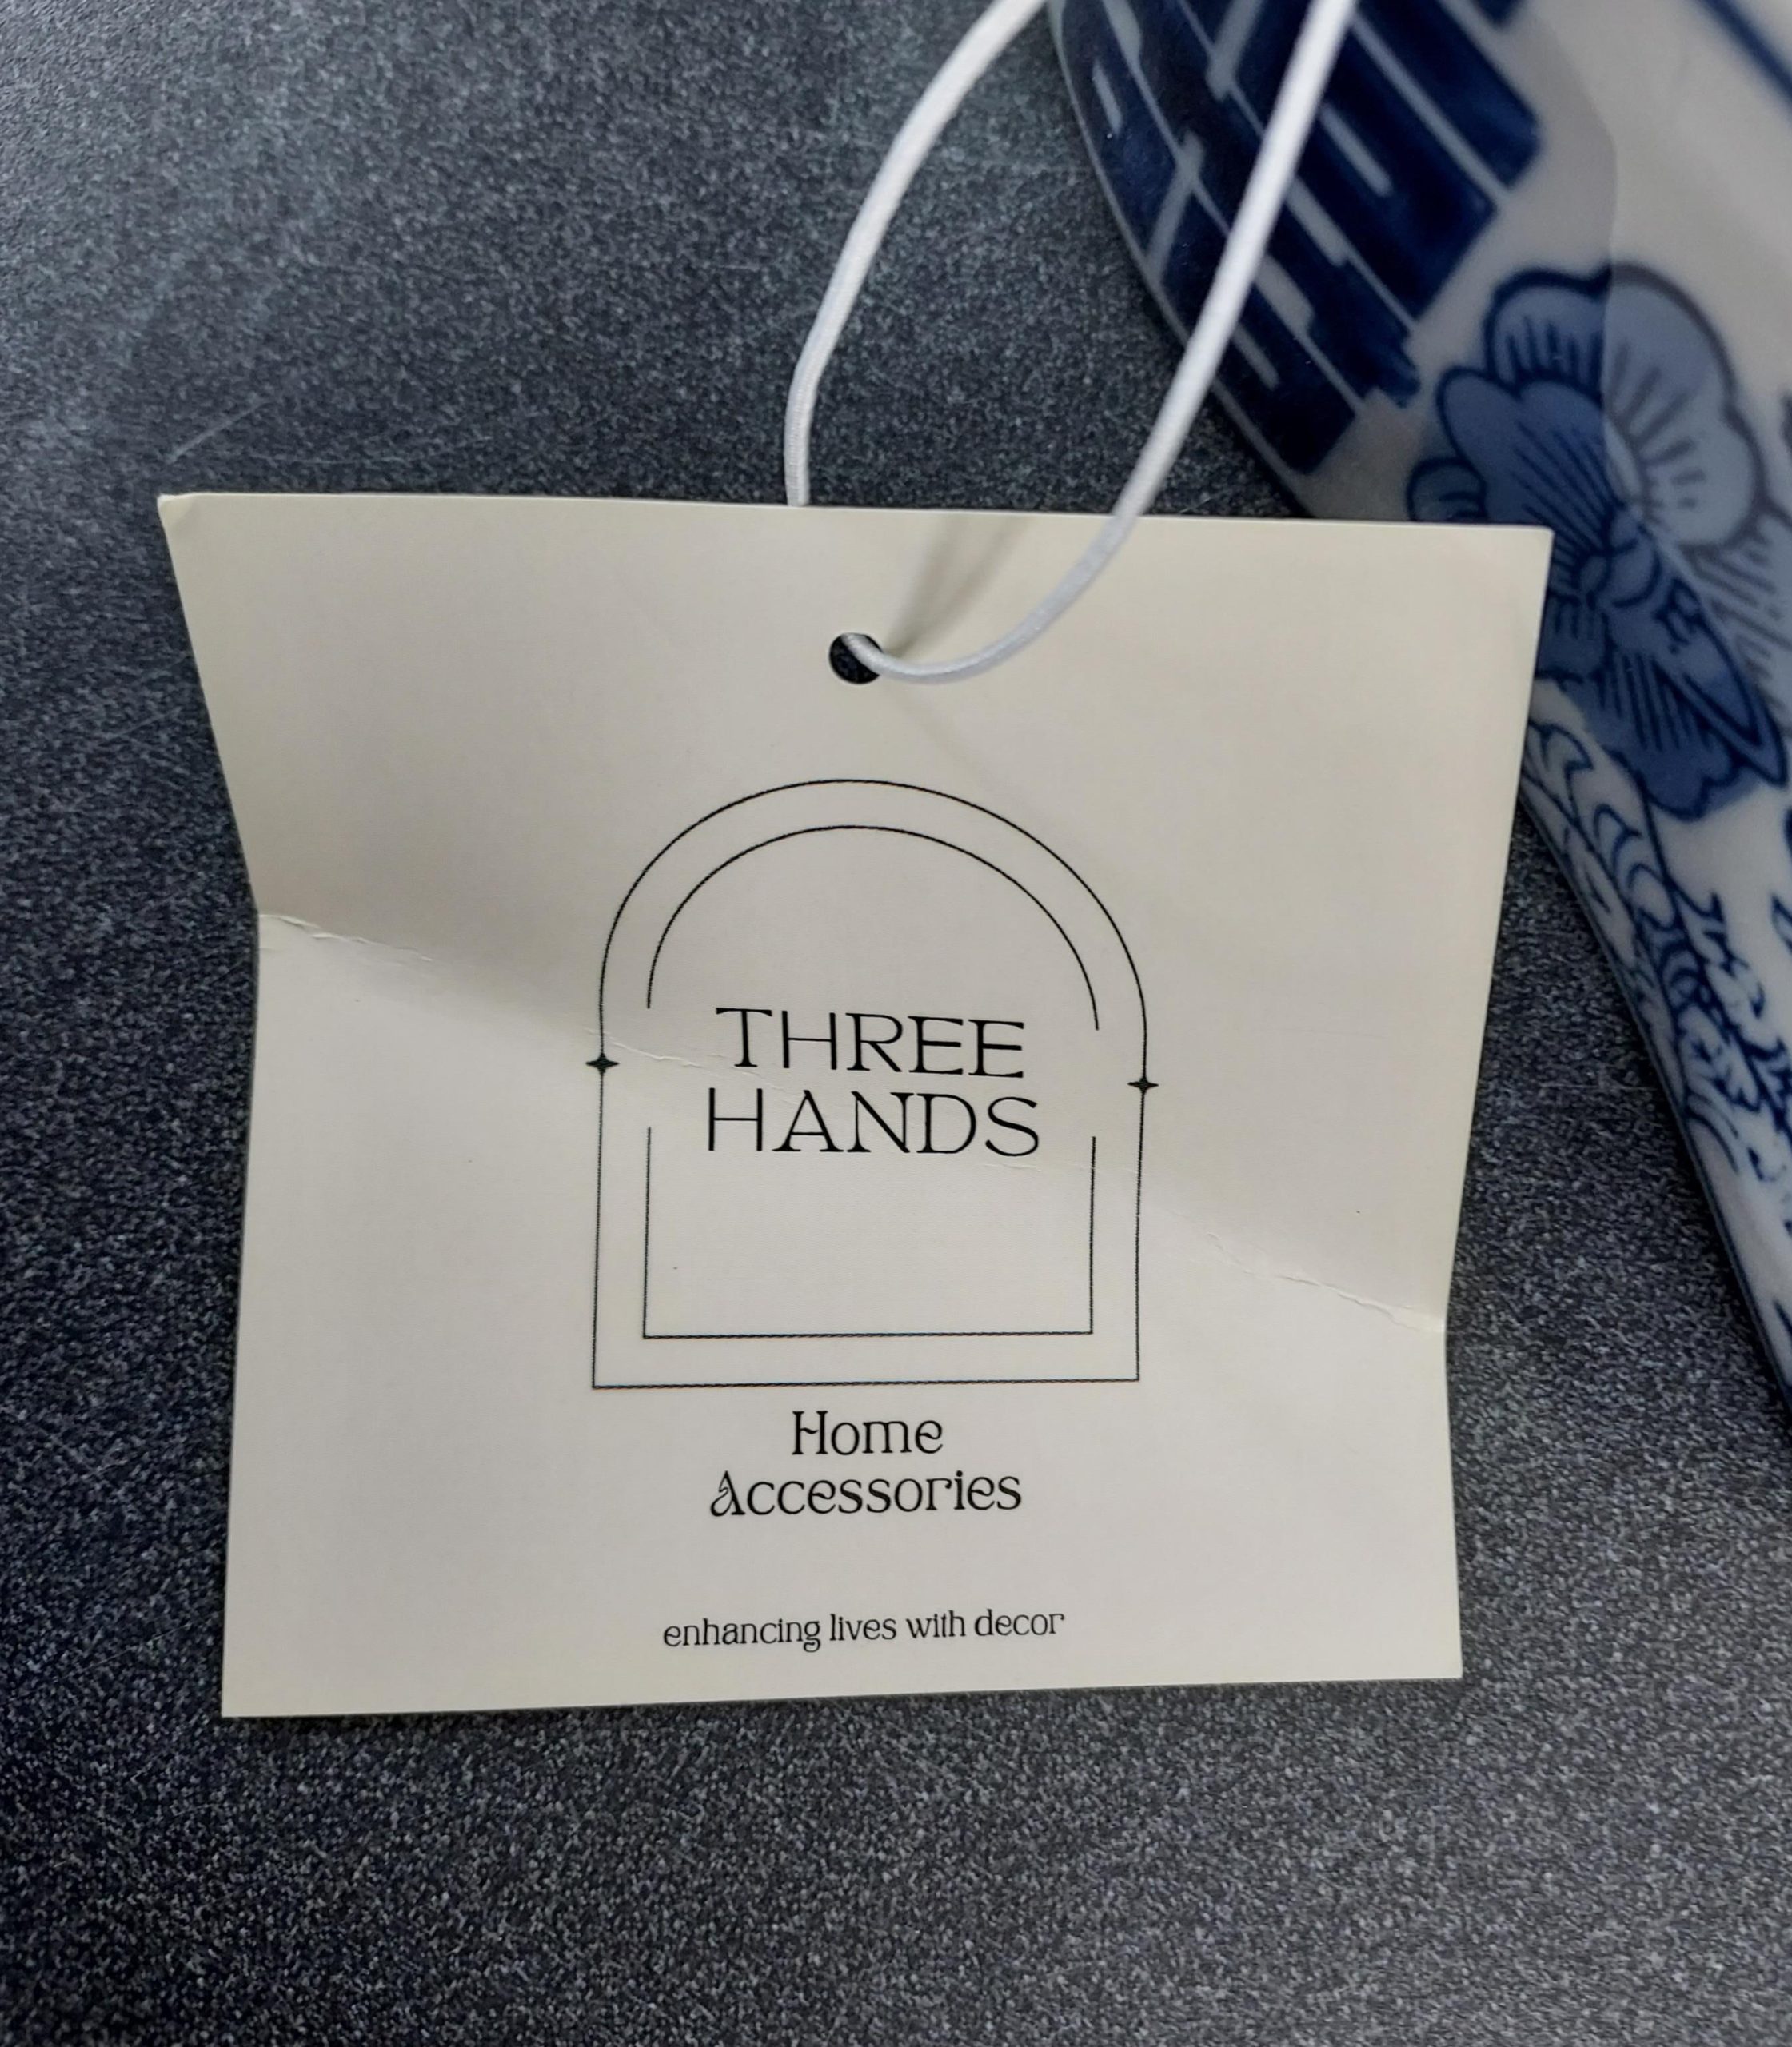 THREE
HANDS
Home
Accessories
enhancing lives with decor